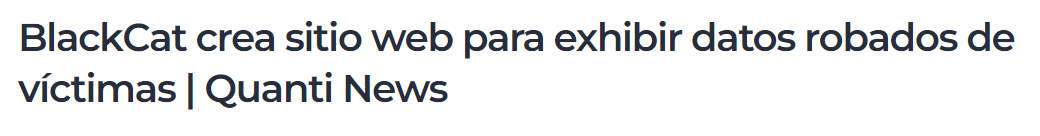 BlackCat crea sitio web para exhibir datos robados de
víctimas | Quanti News